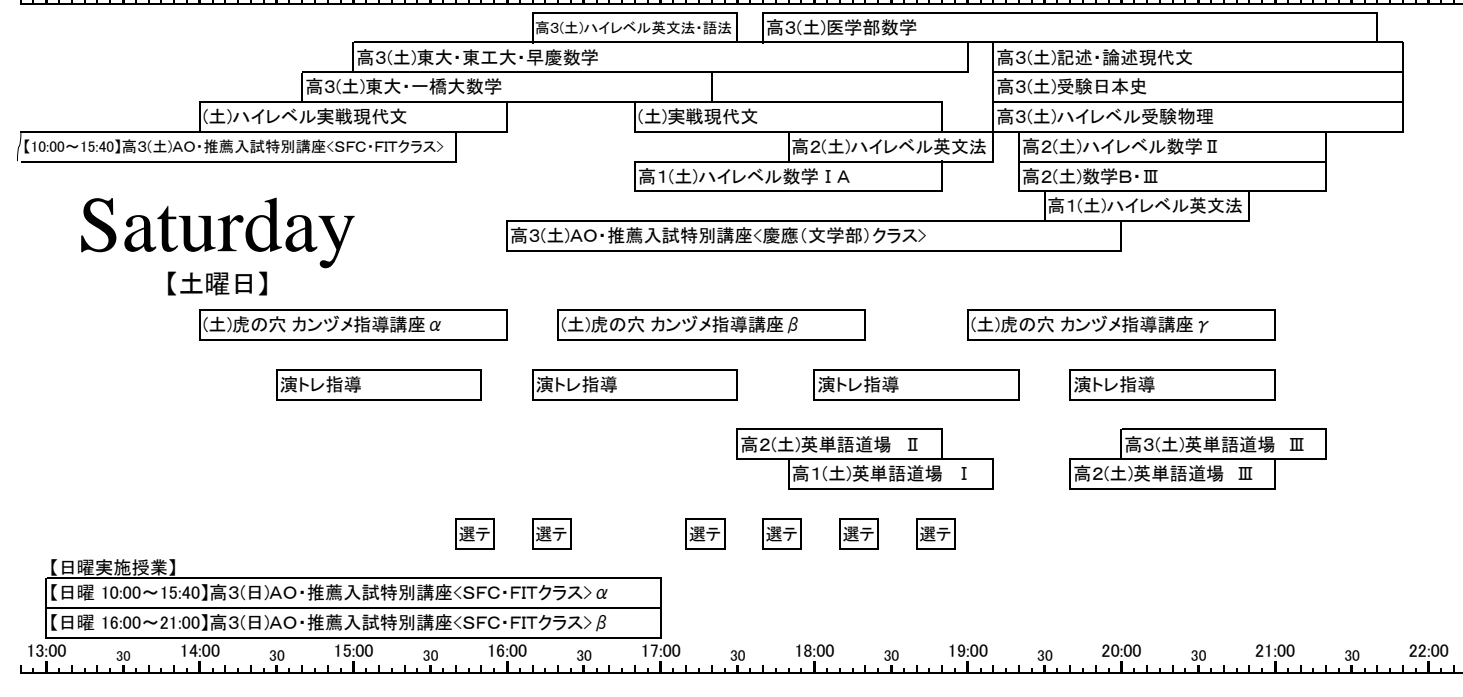 高3(土)ハイレベル英文法・語法
高3(土)医学部数学
高3(土)東大・東工大・早慶数学
高3(土)記述・論述現代文
高3(土)東大・一橋大数学
高3(土)受験日本史
(土)ハイレベル実戦現代文
(土)実戦現代文
高3(土)ハイレベル受験物理
【10:00～15:40】高3(土)AO・推薦入試特別講座<SFC・FITクラス>
高2(土)ハイレベル英文法
高2(土)ハイレベル数学Ⅱ
高1(土)ハイレベル数学ⅠA
高2(土)数学B・Ⅲ
高1(土)ハイレベル英文法
高3(土)AO・推薦入試特別講座<慶應(文学部)クラス>
Saturday
【土曜日】
(土)虎の穴 カンヅメ指導講座α
(土)虎の穴 カンヅメ指導講座β
(土)虎の穴 カンヅメ指導講座γ
演トレ指導
演トレ指導
演トレ指導
演トレ指導
高2(土)英単語道場 Ⅱ
高3(土)英単語道場 Ⅲ
高1(土)英単語道場 Ⅰ
高2(土)英単語道場 Ⅲ
選テ
選テ
選テ
選テ
選テ
選テ
【日曜実施授業】
【日曜 10:00～15:40】高3(日)AO・推薦入試特別講座<SFC・FITクラス>α
【日曜 16:00～21:00】高3(日)AO・推薦入試特別講座<SFC・FITクラス>β
13:00 30 14:00 30 15:00 30 16:00 30 17:00 30 18:00 30 19:00 30 20:00 30 21:00 30 22:00